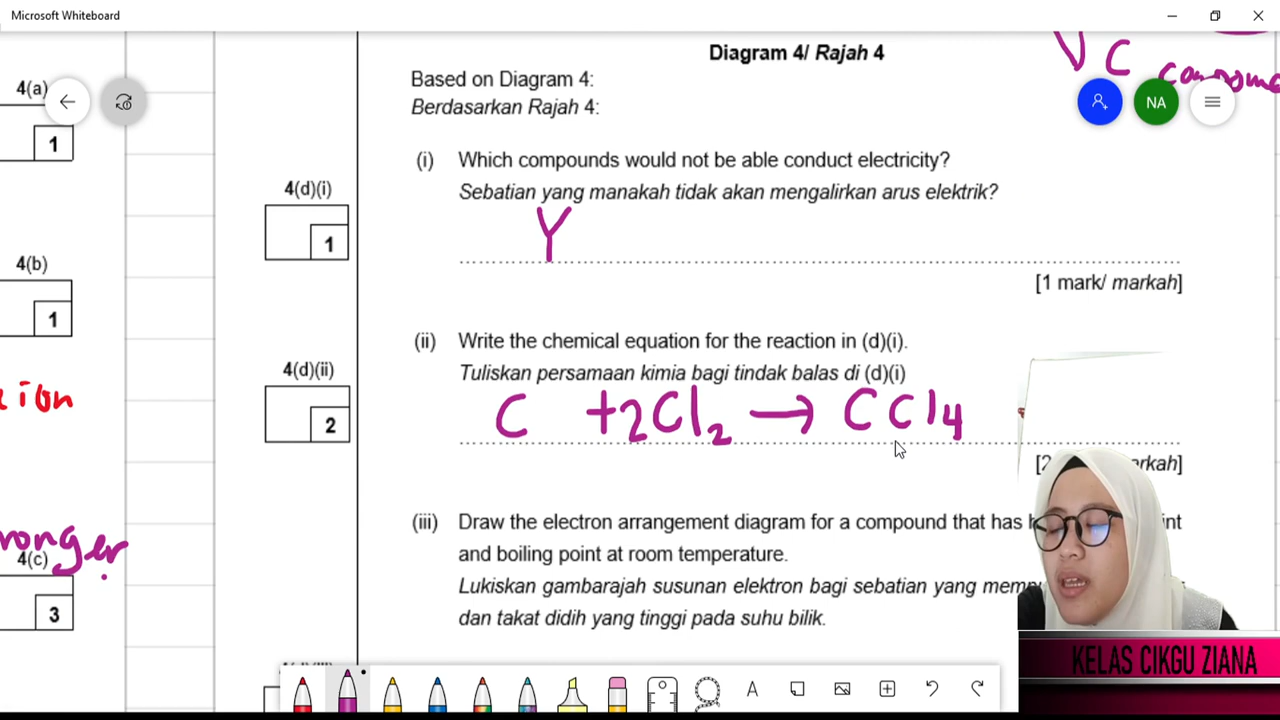 Microsoft Whiteboard
Diagram 4/ Rajah 4
C
Based on Diagram 4:
Berdasarkan Rajah 4:
NA
4(a)
1
(i) Which compounds would not be able conduct electricity?
Sebatian yang manakah tidak akan mengalirkan arus elektrik?
4(d)(i)
1
Y
[1 mark/ markah]
4(b)
1
(ii) Write the chemical equation for the reaction in (d)(i).
Tuliskan persamaan kimia bagi tindak balas di (d)(i)
4(d)(ii)
2
C + 2Cl2 → CCl4
[2 arkah]
(iii) Draw the electron arrangement diagram for a compound that has
and boiling point at room temperature.
Lukiskan gambarajah susunan elektron bagi sebatian yang
dan takat didih yang tinggi pada suhu bilik.
ronger
4(c)
3
A
KELAS CIKGU ZIANA